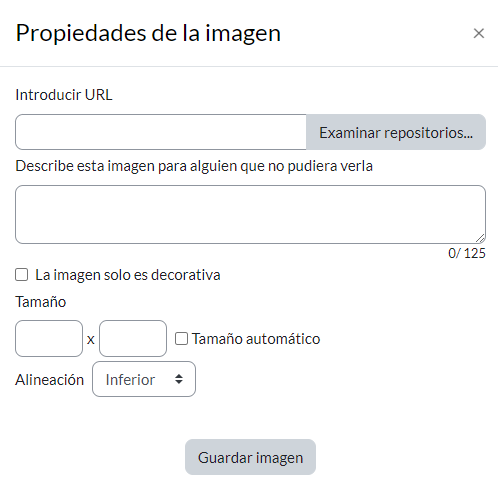 Propiedades de la imagen ×
Introducir URL
Examinar repositorios...
Describe esta imagen para alguien que no pudiera verla
0/ 125
La imagen solo es decorativa
Tamaño
x Tamaño automático
Alineación Inferior
Guardar imagen